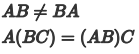 AB ≠ BA
A(BC) = (AB)C